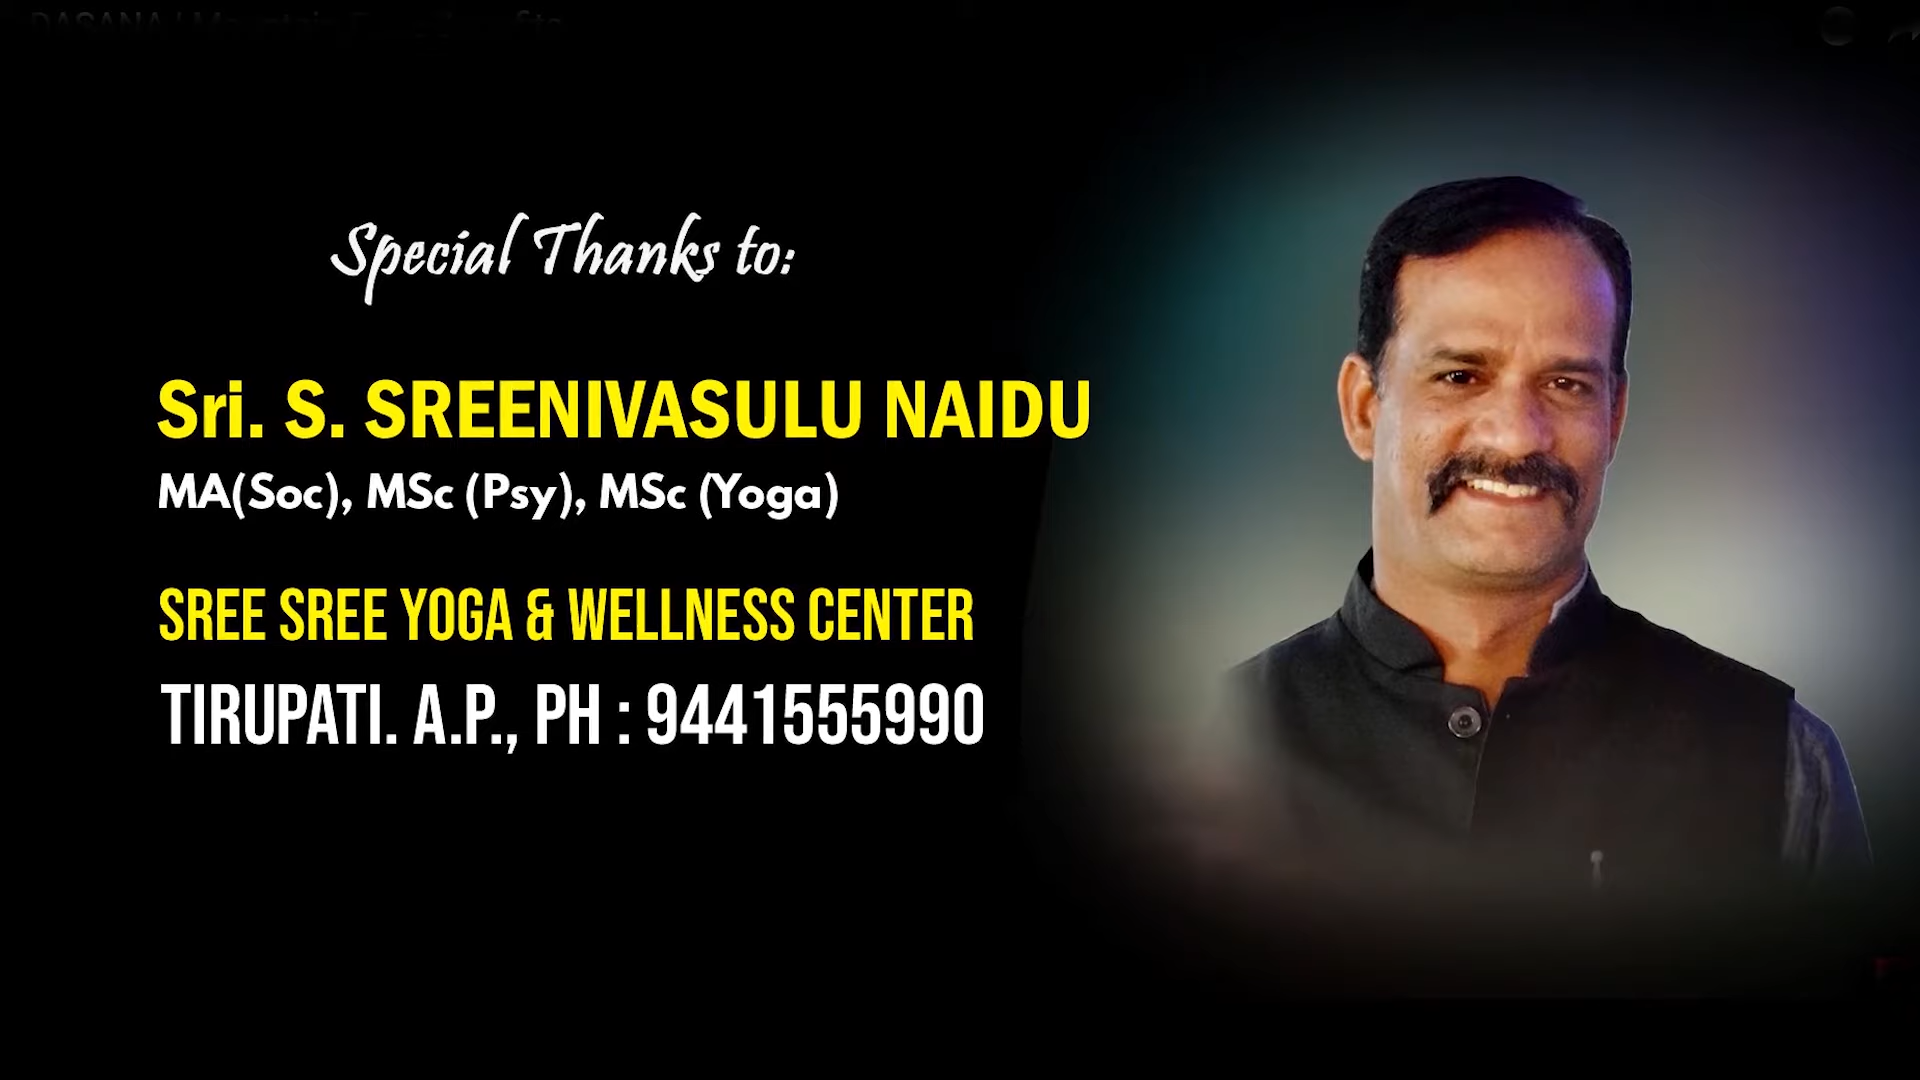 Special Thanks to:
Sri. S. SREENIVASULU NAIDU
MA(Soc), MSc (Psy), MSc (Yoga)
SREE SREE YOGA & WELLNESS CENTER
TIRUPATI. A.P., PH : 9441555990